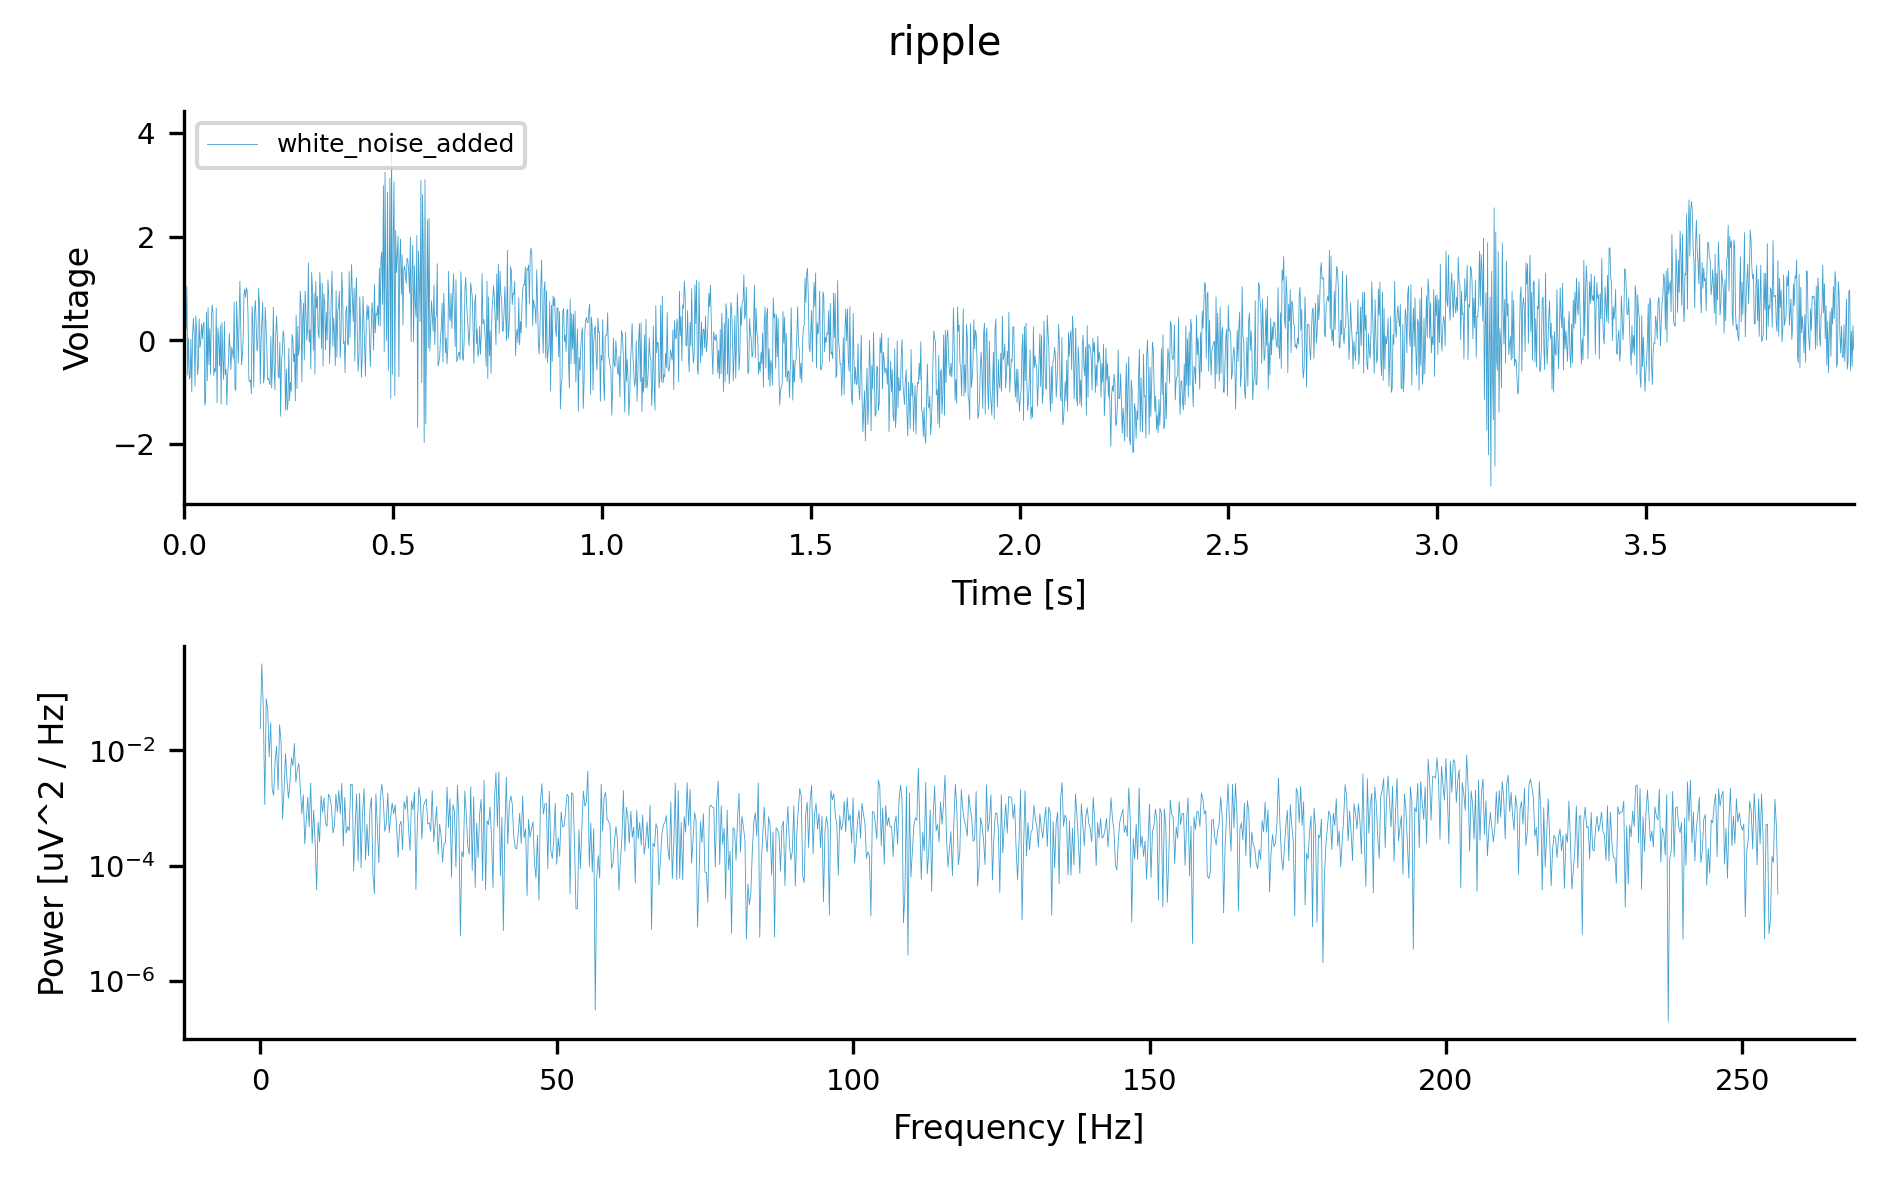 ripple
white_noise_added
Voltage
4
2
0
−2
0.0 0.5 1.0 1.5 2.0 2.5 3.0 3.5
Time [s]
Power [uV^2 / Hz]
10−2
10−4
10−6
0 50 100 150 200 250
Frequency [Hz]